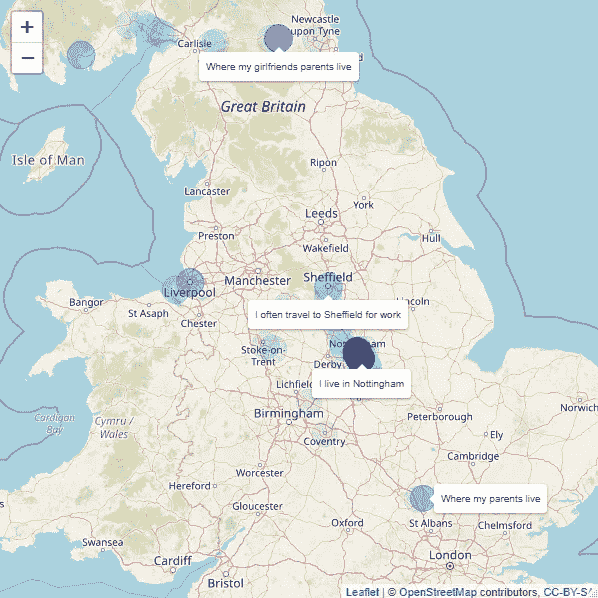 +
−
Newcastle
upon Tyne
Carlisle
Where my girlfriends parents live
Great Britain
Isle of Man
Ripon
Lancaster
York
Leeds
Preston
Hull
Wakefield
Manchester
Sheffield
Liverpool
Bangor
St Asaph
Chester
I often travel to Sheffield for work
Stoke-on-
Trent
Derby
I live in Nottingham
Lichfield
Birmingham
Peterborough
Norwich
Cardigan
Bay
Cymru /
Wales
Coventry
Ely
Cambridge
Worcester
Hereford
Where my parents live
Gloucester
St Albans
Chelmsford
Oxford
Swansea
London
Cardiff
Bristol
Leaflet | © OpenStreetMap contributors, CC-BY-SA